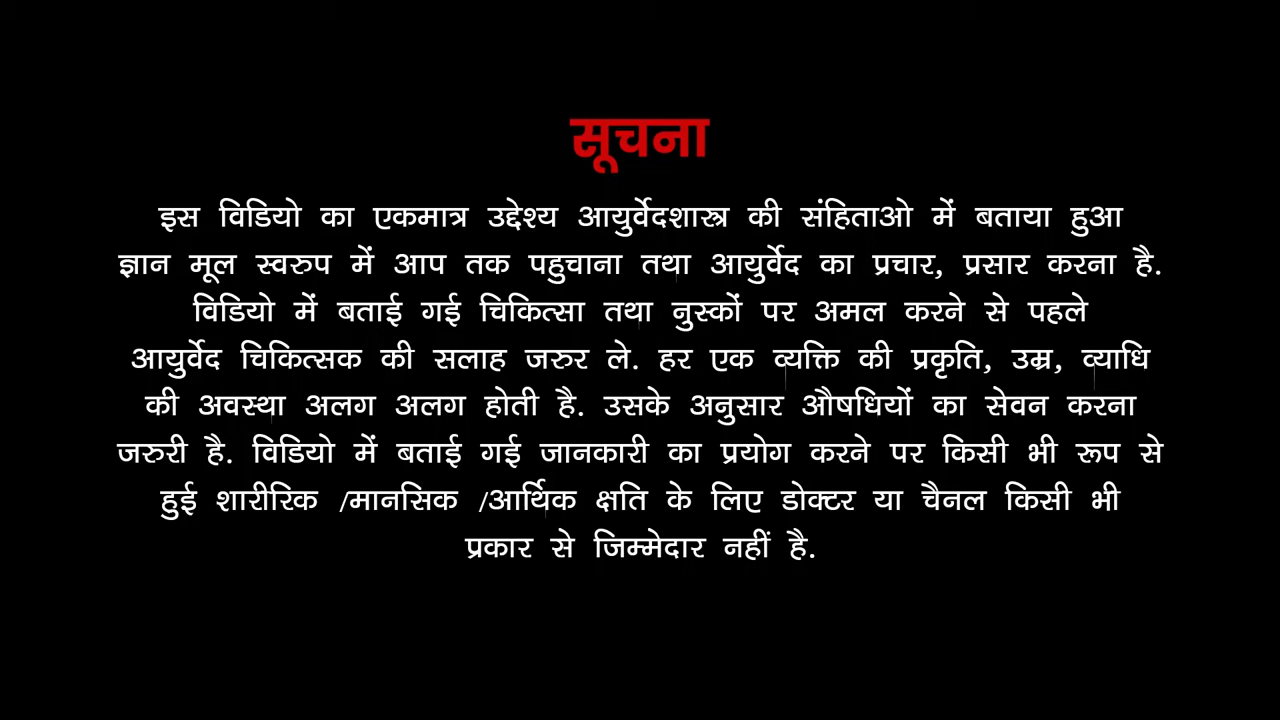 सूचना
इस विडियो का एकमात्र उद्देश्य आयुर्वेदशास्त्र की संहिताओ में बताया हुआ
ज्ञान मूल स्वरुप में आप तक पहुचाना तथा आयुर्वेद का प्रचार, प्रसार करना है.
विडियो में बताई गई चिकित्सा तथा नुस्कों पर अमल करने से पहले
आयुर्वेद चिकित्सक की सलाह जरुर ले. हर एक व्यक्ति की प्रकृति, उम्र, व्याधि
की अवस्था अलग अलग होती है. उसके अनुसार औषधियों का सेवन करना
जरुरी है. विडियो में बताई गई जानकारी का प्रयोग करने पर किसी भी रूप से
हुई शारीरिक /मानसिक /आर्थिक क्षति के लिए डोक्टर या चैनल किसी भी
प्रकार से जिम्मेदार नहीं है.